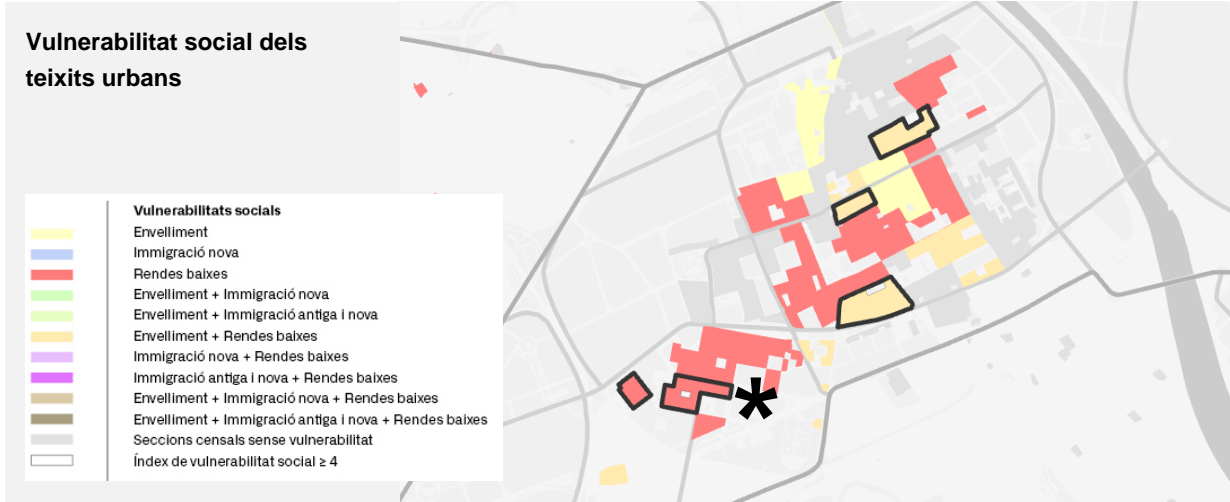 Vulnerabilitat social dels
teixits urbans
Vulnerabilitats socials
Envelliment
Immigració nova
Rendes baixes
Envelliment + Immigració nova
Envelliment + Immigració antiga i nova
Envelliment + Rendes baixes
Immigració nova + Rendes baixes
Immigració antiga i nova + Rendes baixes
Envelliment + Immigració nova + Rendes baixes
Envelliment + Immigració antiga i nova + Rendes baixes
Seccions censals sense vulnerabilitat
Índex de vulnerabilitat social ≥ 4
*